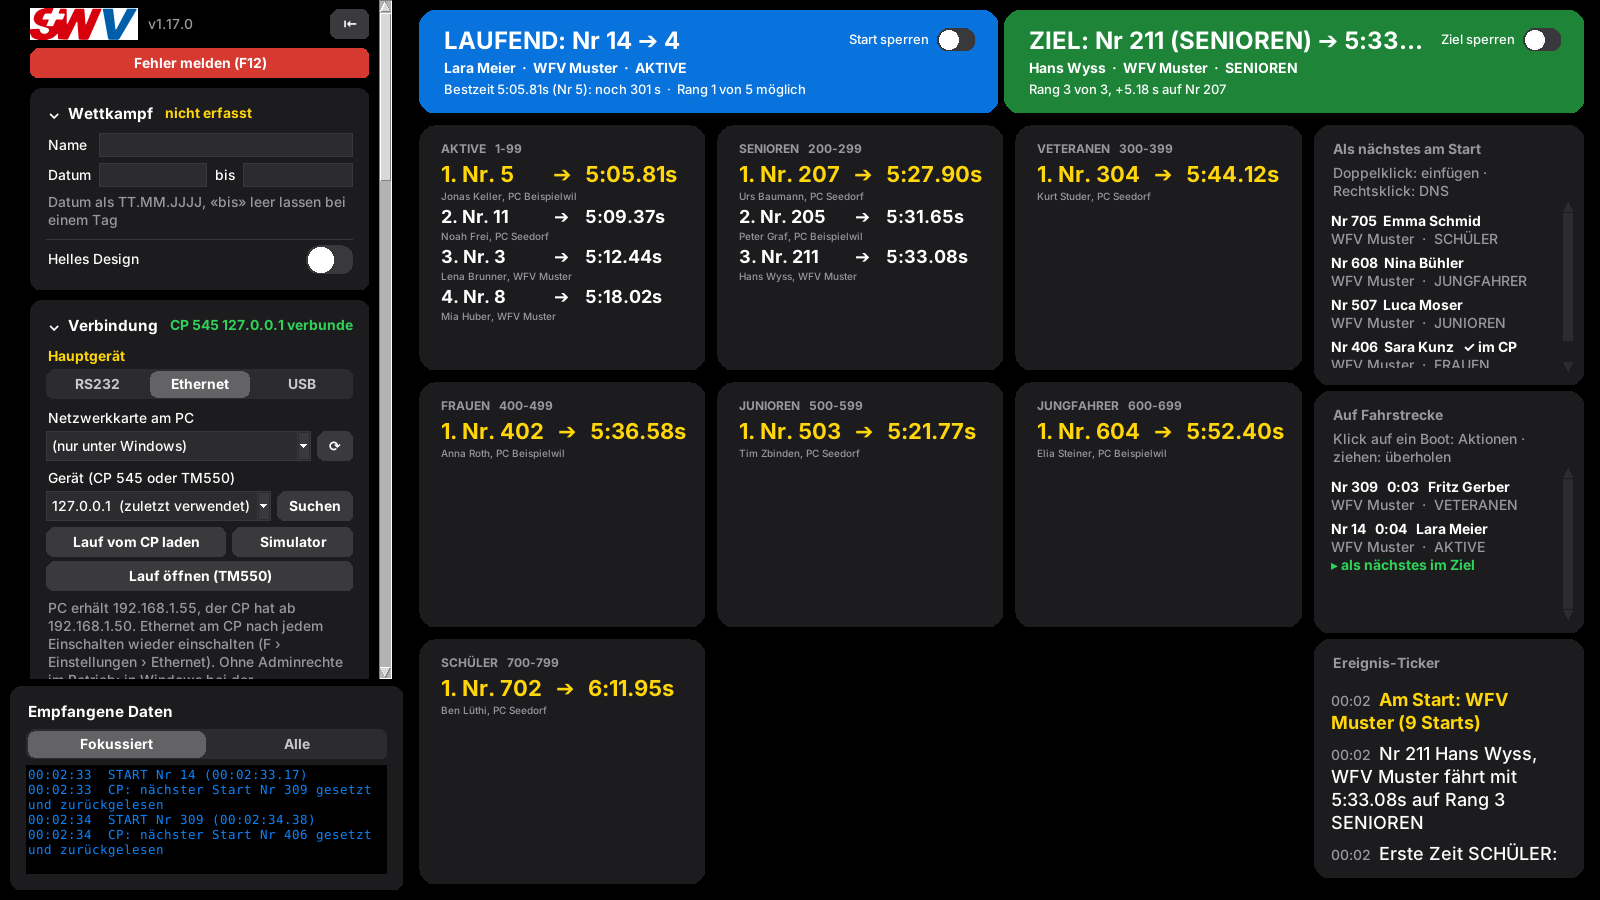 SWV v1.17.0
Fehler melden (F12)
Wettkampf nicht erfasst
Name
Datum bis
Datum als TT.MM.JJJJ, «bis» leer lassen bei
einem Tag
Helles Design
Verbindung CP 545 127.0.0.1 verbunde
Hauptgerät
RS232 Ethernet USB
Netzwerkkarte am PC
(nur unter Windows)
Gerät (CP 545 oder TM550)
127.0.0.1 (zuletzt verwendet) Suchen
Lauf vom CP laden Simulator
Lauf öffnen (TM550)
PC erhält 192.168.1.55, der CP hat ab
192.168.1.50. Ethernet am CP nach jedem
Einschalten wieder einschalten (F ›
Einstellungen › Ethernet). Ohne Adminrechte
im Betrieb: in Windows bei der
Empfangene Daten
Fokussiert Alle
00:02:33 START Nr 14 (00:02:33.17)
00:02:33 CP: nächster Start Nr 309 gesetzt
und zurückgelesen
00:02:34 START Nr 309 (00:02:34.38)
00:02:34 CP: nächster Start Nr 406 gesetzt
und zurückgelesen
LAUFEND: Nr 14 → 4 Start sperren
Lara Meier · WFV Muster · AKTIVE
Bestzeit 5:05.81s (Nr 5): noch 301 s · Rang 1 von 5 möglich
ZIEL: Nr 211 (SENIOREN) → 5:33... Ziel sperren
Hans Wyss · WFV Muster · SENIOREN
Rang 3 von 3, +5.18 s auf Nr 207
AKTIVE 1-99
1. Nr. 5 → 5:05.81s
Jonas Keller, PC Beispielwil
2. Nr. 11 → 5:09.37s
Noah Frei, PC Seedorf
3. Nr. 3 → 5:12.44s
Lena Brunner, WFV Muster
4. Nr. 8 → 5:18.02s
Mia Huber, WFV Muster
SENIOREN 200-299
1. Nr. 207 → 5:27.90s
Urs Baumann, PC Seedorf
2. Nr. 205 → 5:31.65s
Peter Graf, PC Beispielwil
3. Nr. 211 → 5:33.08s
Hans Wyss, WFV Muster
VETERANEN 300-399
1. Nr. 304 → 5:44.12s
Kurt Studer, PC Seedorf
FRAUEN 400-499
1. Nr. 402 → 5:36.58s
Anna Roth, PC Beispielwil
JUNIOREN 500-599
1. Nr. 503 → 5:21.77s
Tim Zbinden, PC Seedorf
JUNGFAHRER 600-699
1. Nr. 604 → 5:52.40s
Elia Steiner, PC Beispielwil
SCHÜLER 700-799
1. Nr. 702 → 6:11.95s
Ben Lüthi, PC Seedorf
Als nächstes am Start
Doppelklick: einfügen ·
Rechtsklick: DNS
Nr 705 Emma Schmid
WFV Muster · SCHÜLER
Nr 608 Nina Bühler
WFV Muster · JUNGFAHRER
Nr 507 Luca Moser
WFV Muster · JUNIOREN
Nr 406 Sara Kunz ✓ im CP
WFV Muster · FRAUEN
Auf Fahrstrecke
Klick auf ein Boot: Aktionen ·
ziehen: überholen
Nr 309 0:03 Fritz Gerber
WFV Muster · VETERANEN
Nr 14 0:04 Lara Meier
WFV Muster · AKTIVE
▸ als nächstes im Ziel
Ereignis-Ticker
00:02 Am Start: WFV
Muster (9 Starts)
00:02 Nr 211 Hans Wyss,
WFV Muster fährt mit
5:33.08s auf Rang 3
SENIOREN
00:02 Erste Zeit SCHÜLER: